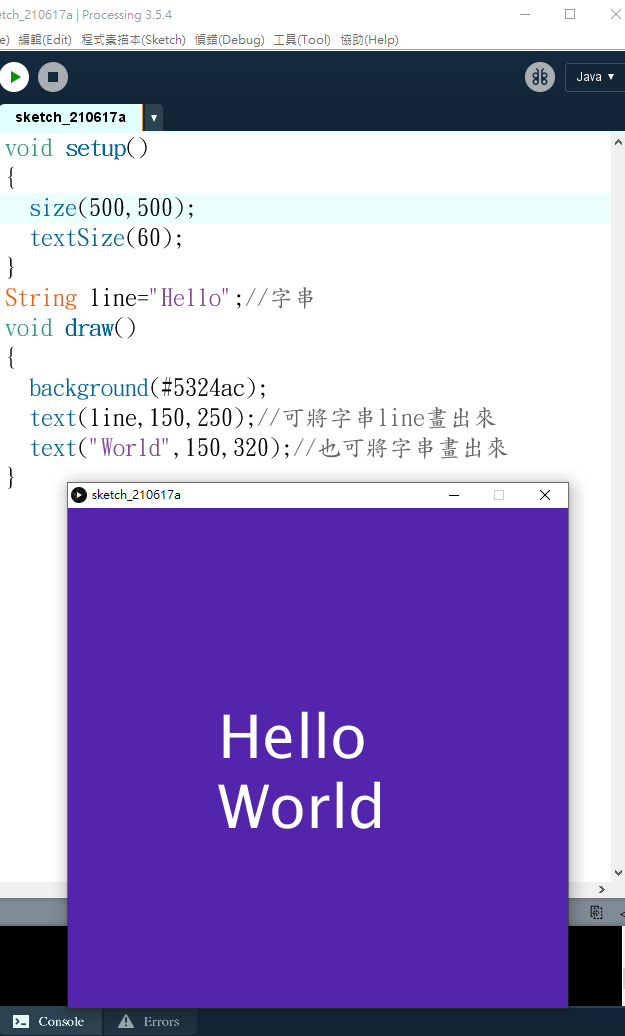 etch_210617a | Processing 3.5.4
e) 編輯(Edit) 程式素描本(Sketch) 偵錯(Debug) 工具(Tool) 協助(Help)
Java ▼
sketch_210617a ▼
void setup()
{
  size(500,500);
  textSize(60);
}
String line="Hello";//字串
void draw()
{
  background(#5324ac);
  text(line,150,250);//可將字串line畫出來
  text("World",150,320);//也可將字串畫出來
}
sketch_210617a
Hello
World
Console
Errors